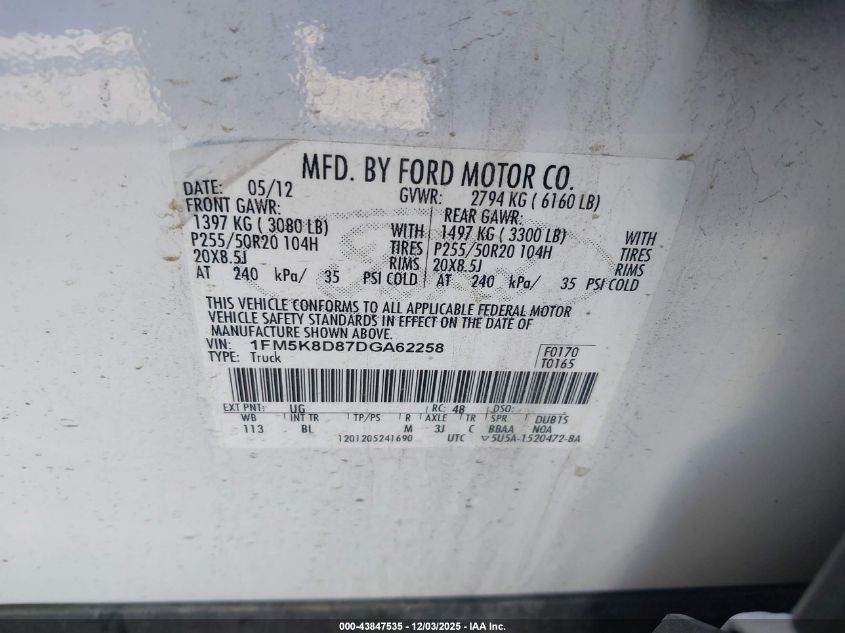 MFD. BY FORD MOTOR CO.
DATE: 05/12 GVWR: 2794 KG ( 6160 LB)
FRONT GAWR: REAR GAWR:
1397 KG ( 3080 LB) WITH 1497 KG ( 3300 LB) WITH
P255/50R20 104H TIRES P255/50R20 104H TIRES
20X8.5J RIMS 20X8.5J RIMS
AT 240 kPa/ 35 PSI COLD AT 240 kPa/ 35 PSI COLD
THIS VEHICLE CONFORMS TO ALL APPLICABLE FEDERAL MOTOR
VEHICLE SAFETY STANDARDS IN EFFECT ON THE DATE OF
MANUFACTURE SHOWN ABOVE.
VIN: 1FM5K8D87DGA62258 F0170
TYPE: Truck T0165
EXT PNT: UG RC: 48 DSO:
WB INT TR TP/PS R AXLE TR SPR DUBTS
113 BL M 3J C BBAA NOA
1201205241690 UTC ▽5U5A-1520472-BA
000-43847535 - 12/03/2025 - IAA Inc.